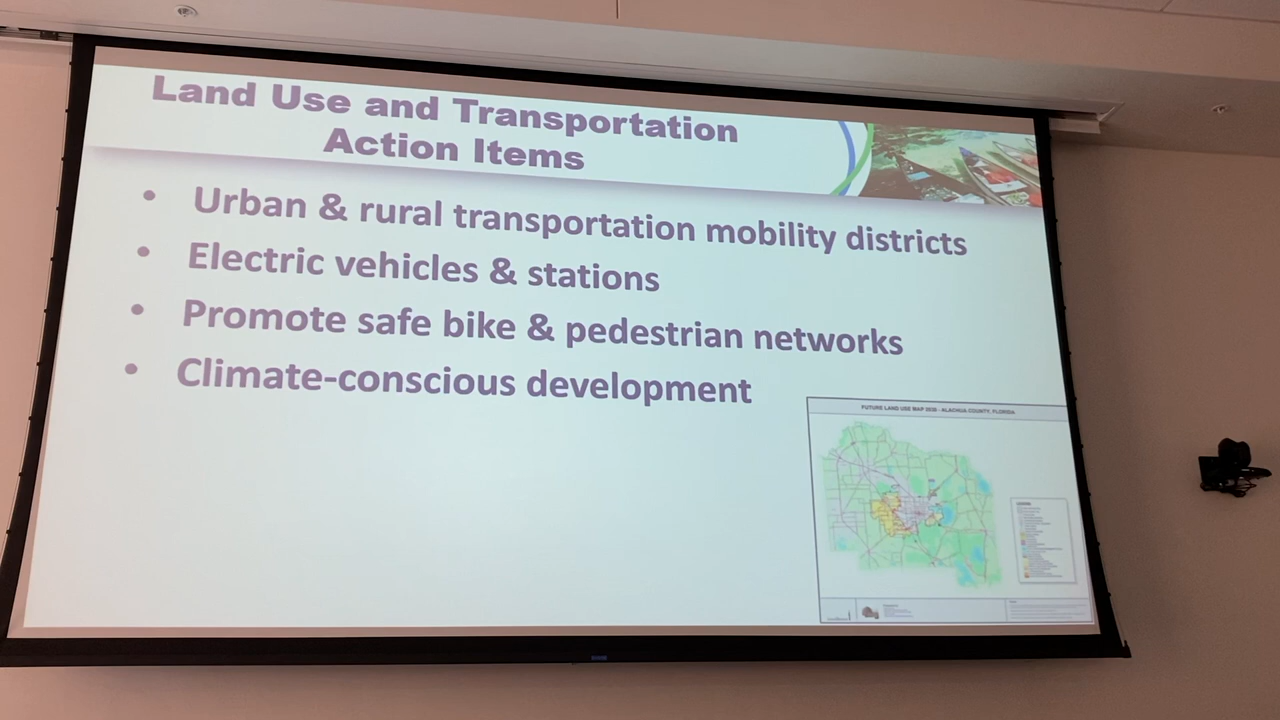 Land Use and Transportation
Action Items
• Urban & rural transportation mobility districts
• Electric vehicles & stations
• Promote safe bike & pedestrian networks
• Climate-conscious development
FUTURE LAND USE MAP 2030 - ALACHUA COUNTY, FLORIDA